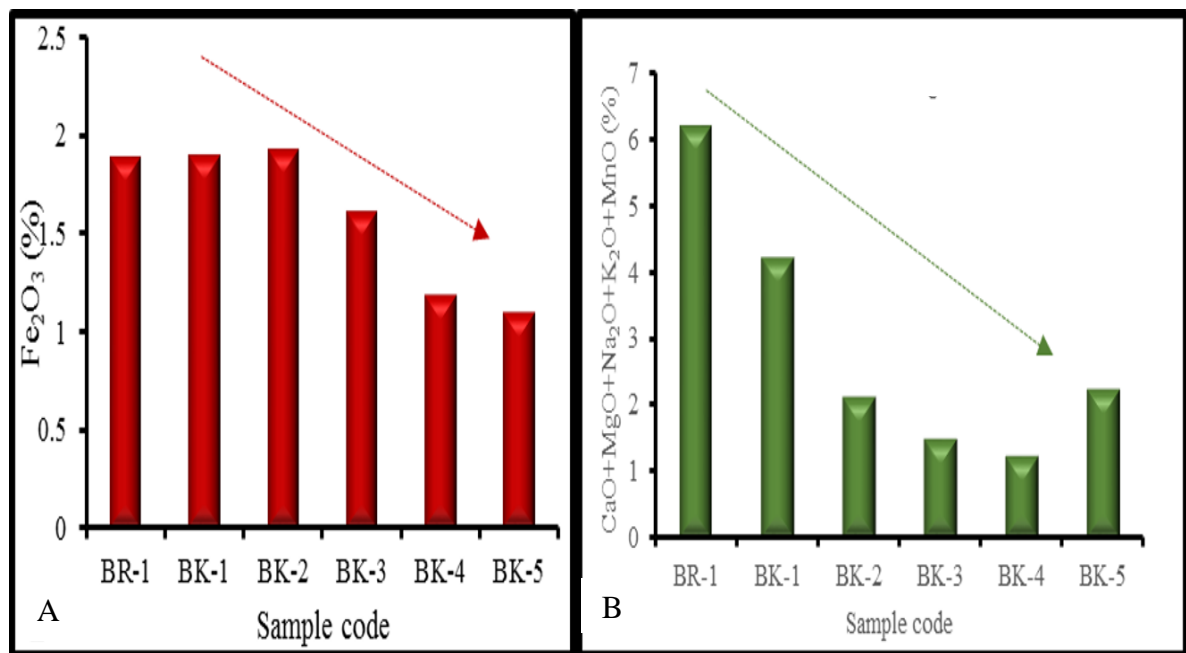 Fe₂O₃ (%)
2.5
2
1.5
1
0.5
0
BR-1 BK-1 BK-2 BK-3 BK-4 BK-5
Sample code
A
CaO+MgO+Na₂O+K₂O+MnO (%)
7
6
5
4
3
2
1
0
BR-1 BK-1 BK-2 BK-3 BK-4 BK-5
Sample code
B